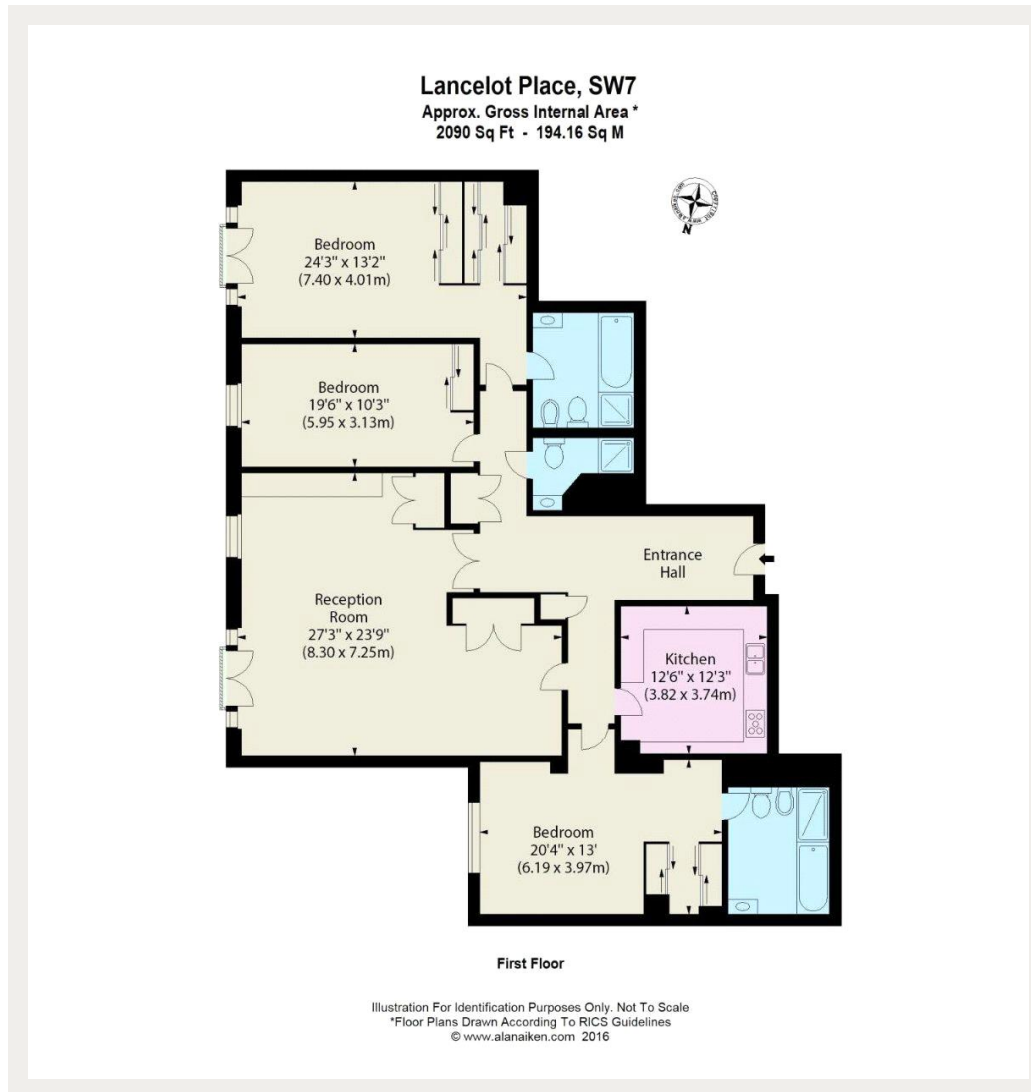 Lancelot Place, SW7
Approx. Gross Internal Area *
2090 Sq Ft - 194.16 Sq M
N
Bedroom
24'3" x 13'2"
(7.40 x 4.01m)
Bedroom
19'6" x 10'3"
(5.95 x 3.13m)
Entrance
Hall
Reception
Room
27'3" x 23'9"
(8.30 x 7.25m)
Kitchen
12'6" x 12'3"
(3.82 x 3.74m)
Bedroom
20'4" x 13'
(6.19 x 3.97m)
First Floor
Illustration For Identification Purposes Only. Not To Scale
*Floor Plans Drawn According To RICS Guidelines
© www.alanaiken.com 2016